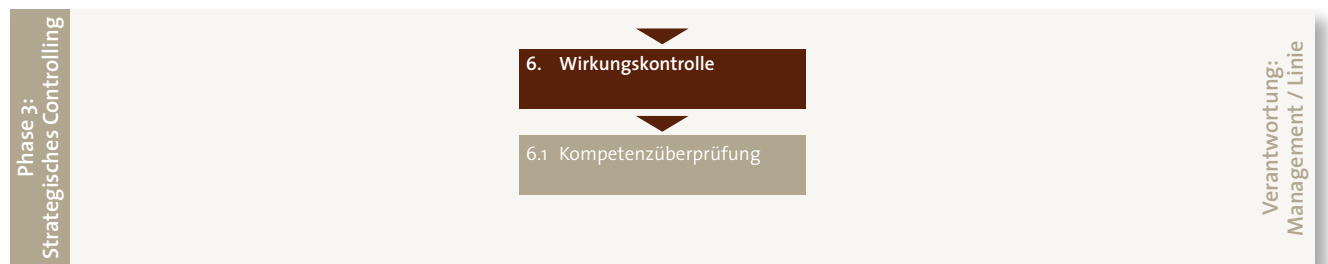 Phase 3:
Strategisches Controlling
6. Wirkungskontrolle
6.1 Kompetenzüberprüfung
Verantwortung:
Management / Linie